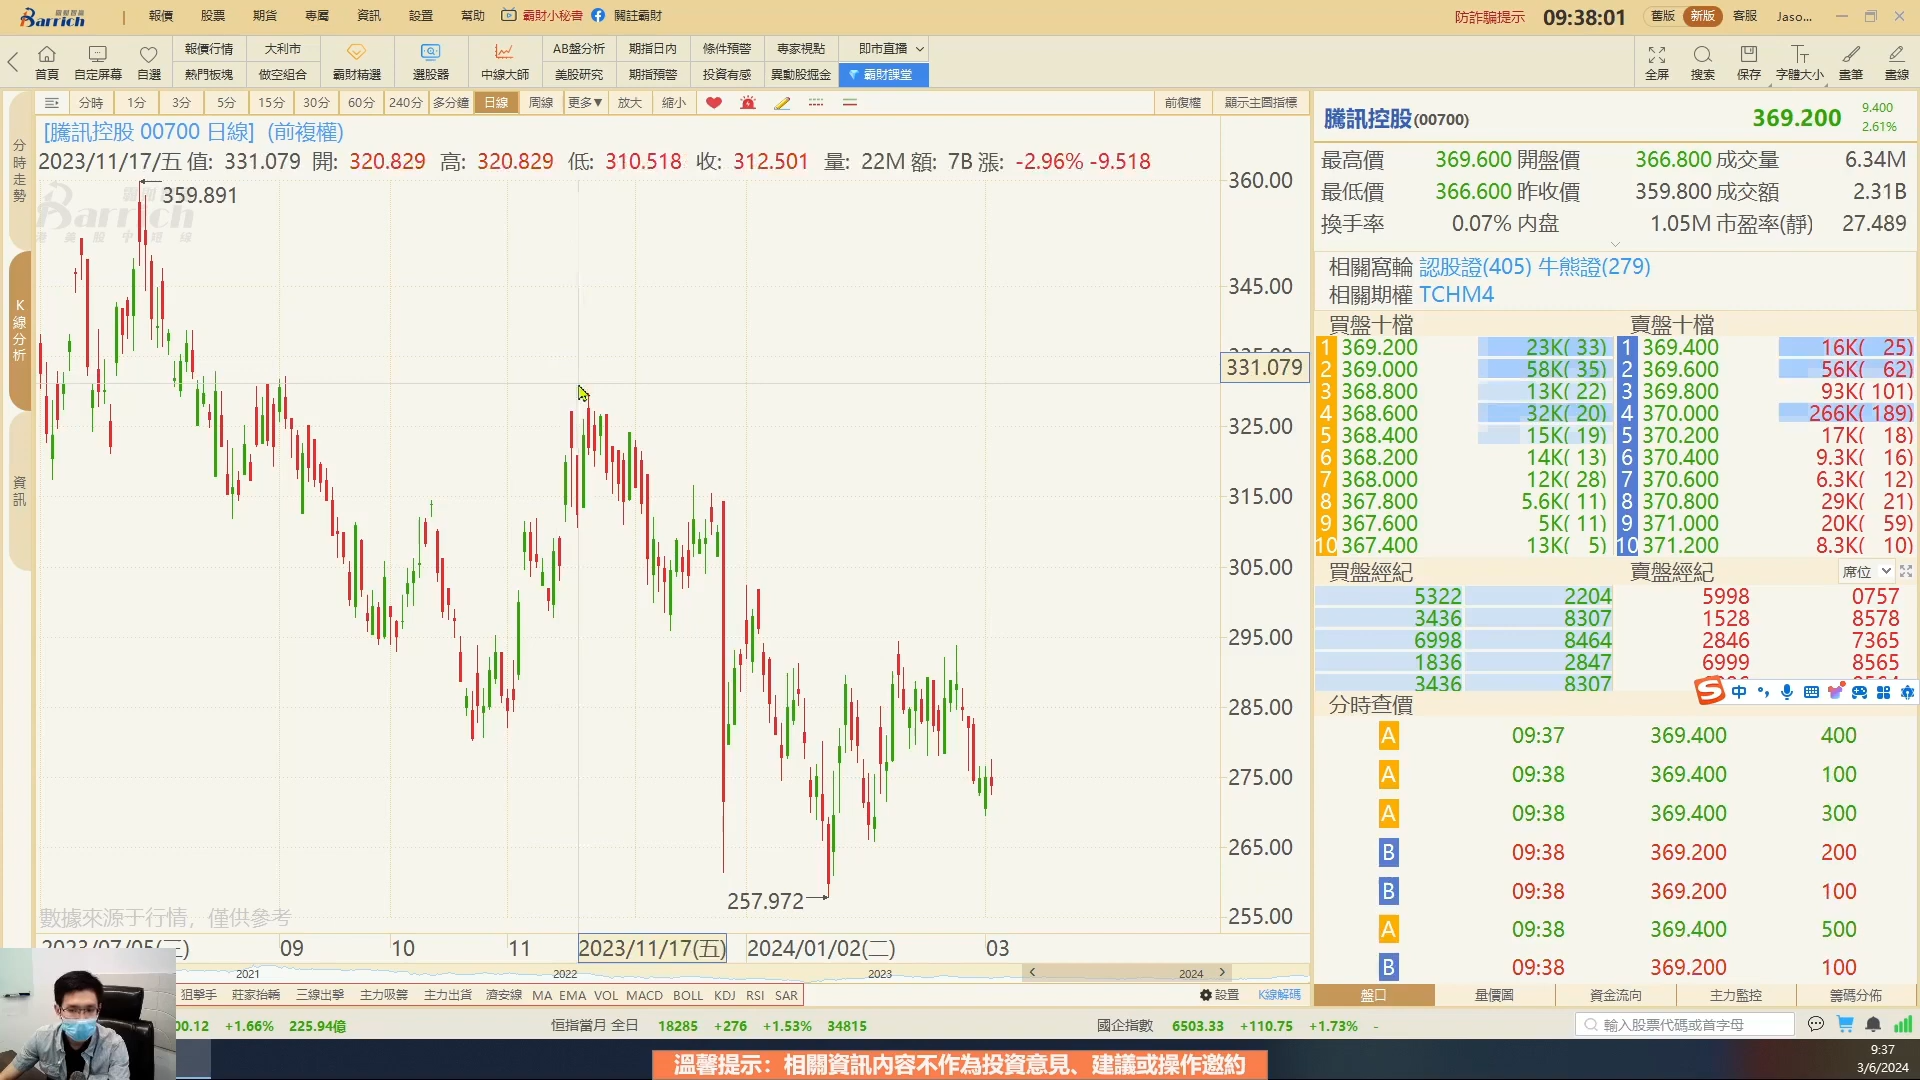 Barrich | 報價 股票 期貨 專屬 資訊 設置 幫助 霸財小秘書 關註霸財 防詐騙提示 09:38:01 舊版 新版 客服 Jaso...
首頁 自定屏幕 自選 報價行情 大利市 霸財精選 選股器 中線大師 AB盤分析 期指日內 條件預警 專家視點 即市直播
熱門板塊 做空組合 美股研究 期指預警 投資有感 異動股掘金 霸財課堂 全屏 搜索 保存 字體大小 畫筆 畫線
分時 1分 3分 5分 15分 30分 60分 240分 多分鐘 日線 周線 更多▼ 放大 縮小 前復權 顯示主圖指標
分時走勢
K線分析
資訊
[騰訊控股 00700 日線] (前複權)
2023/11/17/五 值: 331.079 開: 320.829 高: 320.829 低: 310.518 收: 312.501 量: 22M 額: 7B 漲: -2.96% -9.518
359.891
Barrich
港美股中短線
360.00
345.00
331.079
325.00
315.00
305.00
295.00
285.00
275.00
265.00
255.00
257.972
數據來源于行情，僅供參考
2023/07/05(三) 09 10 11 2023/11/17(五) 2024/01/02(二) 03
2021 2022 2023 2024
狙擊手 莊家抬轎 三線出擊 主力吸籌 主力出貨 濟安線 MA EMA VOL MACD BOLL KDJ RSI SAR 設置 K線解碼
騰訊控股(00700) 369.200 9.400
2.61%
最高價 369.600 開盤價 366.800 成交量 6.34M
最低價 366.600 昨收價 359.800 成交額 2.31B
換手率 0.07% 内盘 1.05M 市盈率(靜) 27.489
相關窩輪 認股證(405) 牛熊證(279)
相關期權 TCHM4
買盤十檔 賣盤十檔
1 369.200 23K( 33) 1 369.400 16K( 25)
2 369.000 58K( 35) 2 369.600 56K( 62)
3 368.800 13K( 22) 3 369.800 93K( 101)
4 368.600 32K( 20) 4 370.000 266K( 189)
5 368.400 15K( 19) 5 370.200 17K( 18)
6 368.200 14K( 13) 6 370.400 9.3K( 16)
7 368.000 12K( 28) 7 370.600 6.3K( 12)
8 367.800 5.6K( 11) 8 370.800 29K( 21)
9 367.600 5K( 11) 9 371.000 20K( 59)
10 367.400 13K( 5) 10 371.200 8.3K( 10)
買盤經紀 賣盤經紀 席位
5322 2204 5998 0757
3436 8307 1528 8578
6998 8464 2846 7365
1836 2847 6999 8565
3436 8307
中
分時查價
A 09:37 369.400 400
A 09:38 369.400 100
A 09:38 369.400 300
B 09:38 369.200 200
B 09:38 369.200 100
A 09:38 369.400 500
B 09:38 369.200 100
盤口 量價圖 資金流向 主力監控 籌碼分佈
00.12 +1.66% 225.94億 恒指當月 全日 18285 +276 +1.53% 34815 國企指數 6503.33 +110.75 +1.73% - 輸入股票代碼或首字母
溫馨提示：相關資訊內容不作為投資意見、建議或操作邀約
9:37
3/6/2024